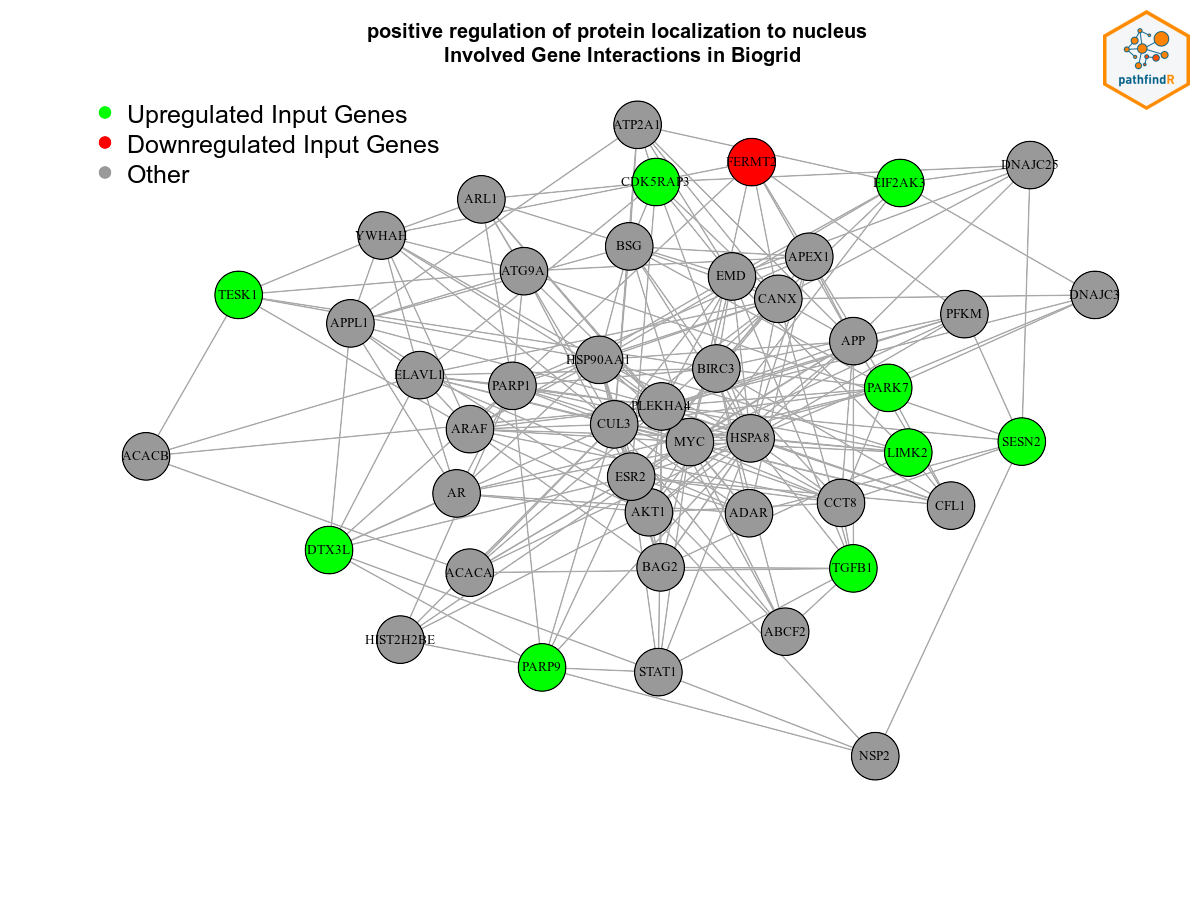 positive regulation of protein localization to nucleus
Involved Gene Interactions in Biogrid
pathfindR
Upregulated Input Genes
Downregulated Input Genes
Other
ATP2A1
FERMT2
DNAJC25
CDK5RAP3
EIF2AK3
ARL1
YWHAH
BSG
APEX1
ATG9A
EMD
TESK1
CANX
DNAJC3
APPL1
PFKM
APP
HSP90AA1
BIRC3
ELAVL1
PARP1
PARK7
PLEKHA4
CUL3
ARAF
MYC
HSPA8
SESN2
LIMK2
ACACB
ESR2
AR
CCT8
CFL1
AKT1
ADAR
DTX3L
BAG2
TGFB1
ACACA
ABCF2
HIST2H2BE
PARP9
STAT1
NSP2